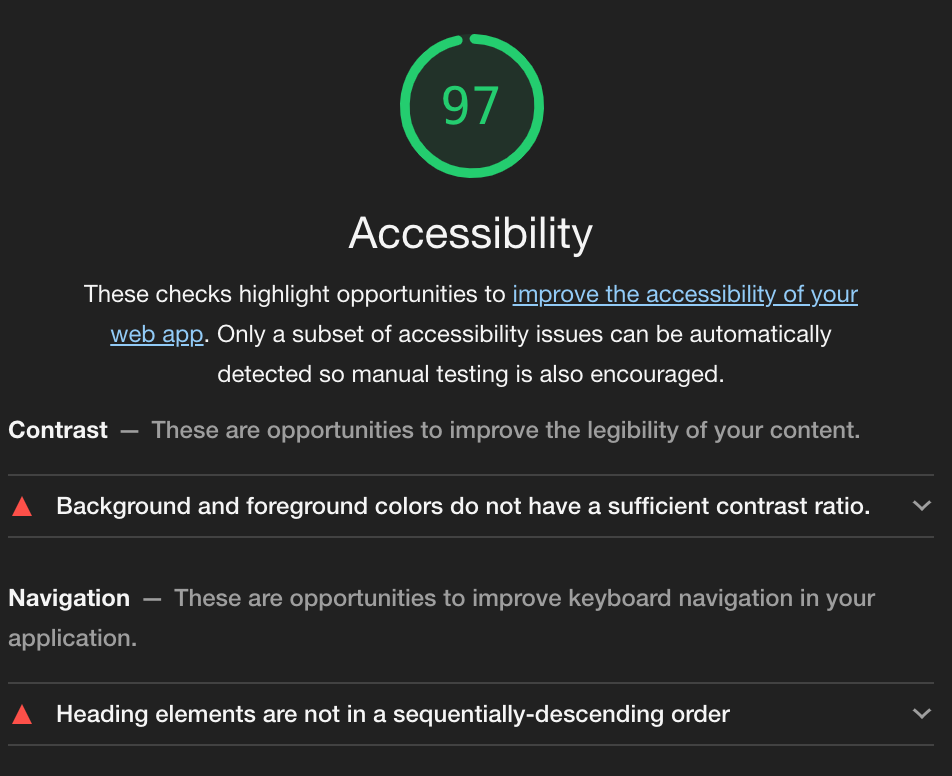 97
Accessibility
These checks highlight opportunities to improve the accessibility of your
web app. Only a subset of accessibility issues can be automatically
detected so manual testing is also encouraged.
Contrast — These are opportunities to improve the legibility of your content.
Background and foreground colors do not have a sufficient contrast ratio.
Navigation — These are opportunities to improve keyboard navigation in your
application.
Heading elements are not in a sequentially-descending order